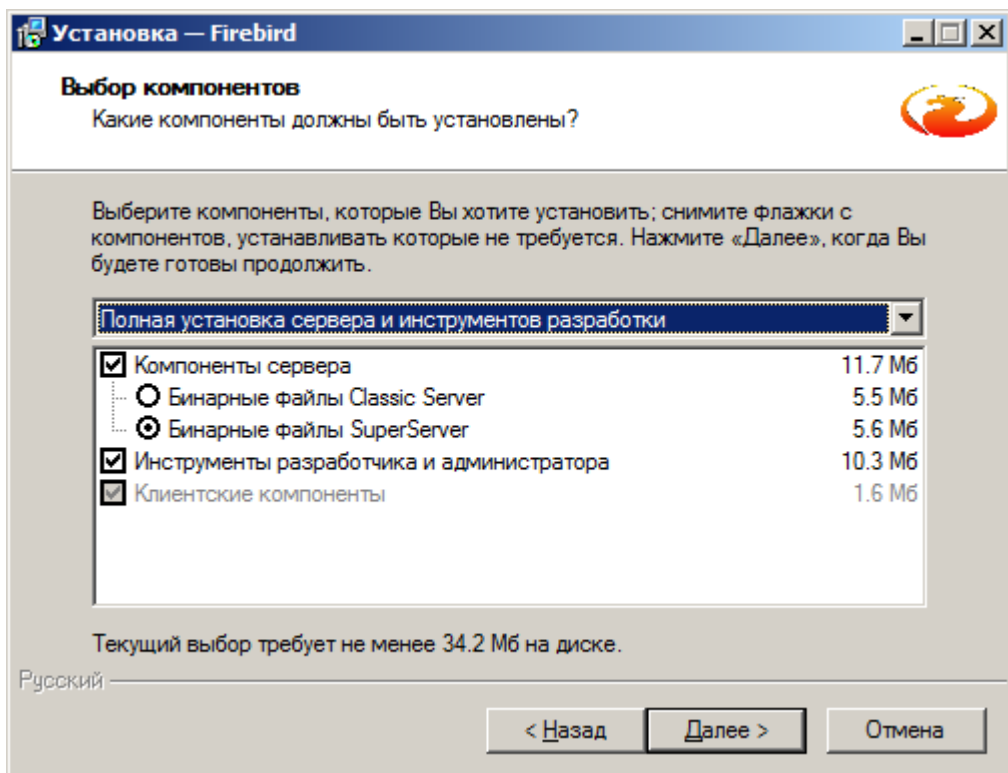 Установка — Firebird
Выбор компонентов
Какие компоненты должны быть установлены?
Выберите компоненты, которые Вы хотите установить; снимите флажки с
компонентов, устанавливать которые не требуется. Нажмите «Далее», когда Вы
будете готовы продолжить.
Полная установка сервера и инструментов разработки
Компоненты сервера 11.7 Мб
Бинарные файлы Classic Server 5.5 Мб
Бинарные файлы SuperServer 5.6 Мб
Инструменты разработчика и администратора 10.3 Мб
Клиентские компоненты 1.6 Мб
Текущий выбор требует не менее 34.2 Мб на диске.
Русский
< Назад Далее > Отмена